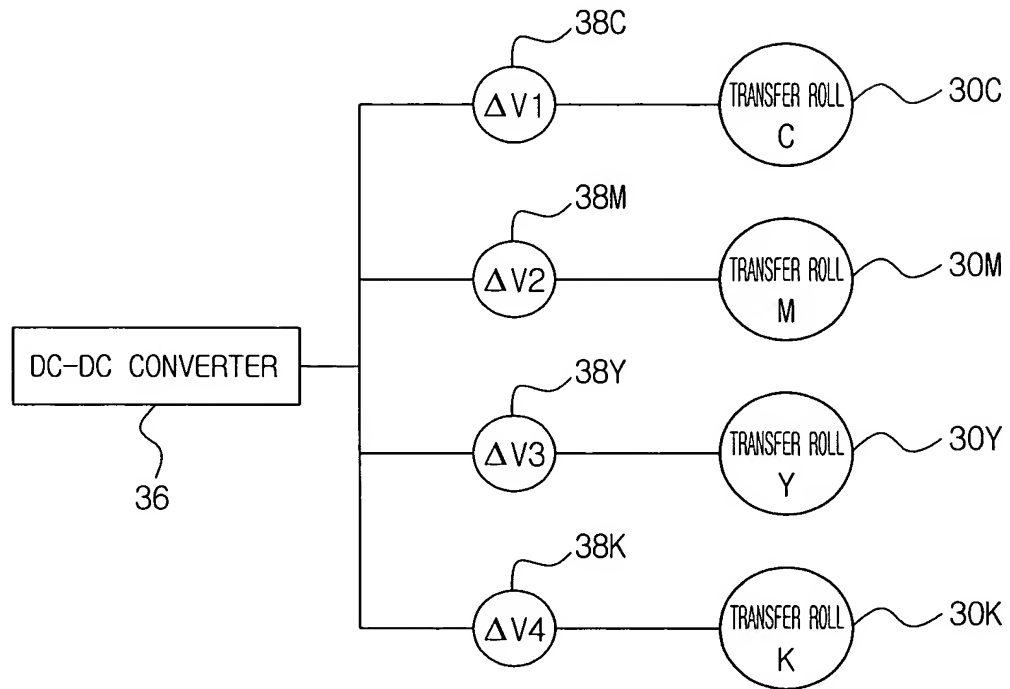 38C
ΔV1
TRANSFER ROLL
C
30C
38M
ΔV2
TRANSFER ROLL
M
30M
DC-DC CONVERTER
36
38Y
ΔV3
TRANSFER ROLL
Y
30Y
38K
ΔV4
TRANSFER ROLL
K
30K